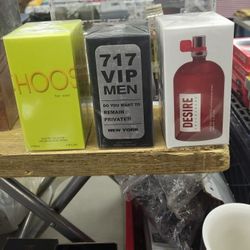 HOOS
717
VIP
MEN
DO YOU WANT TO
REMAIN
PRIVATE!!
NEW YORK
DESIRE